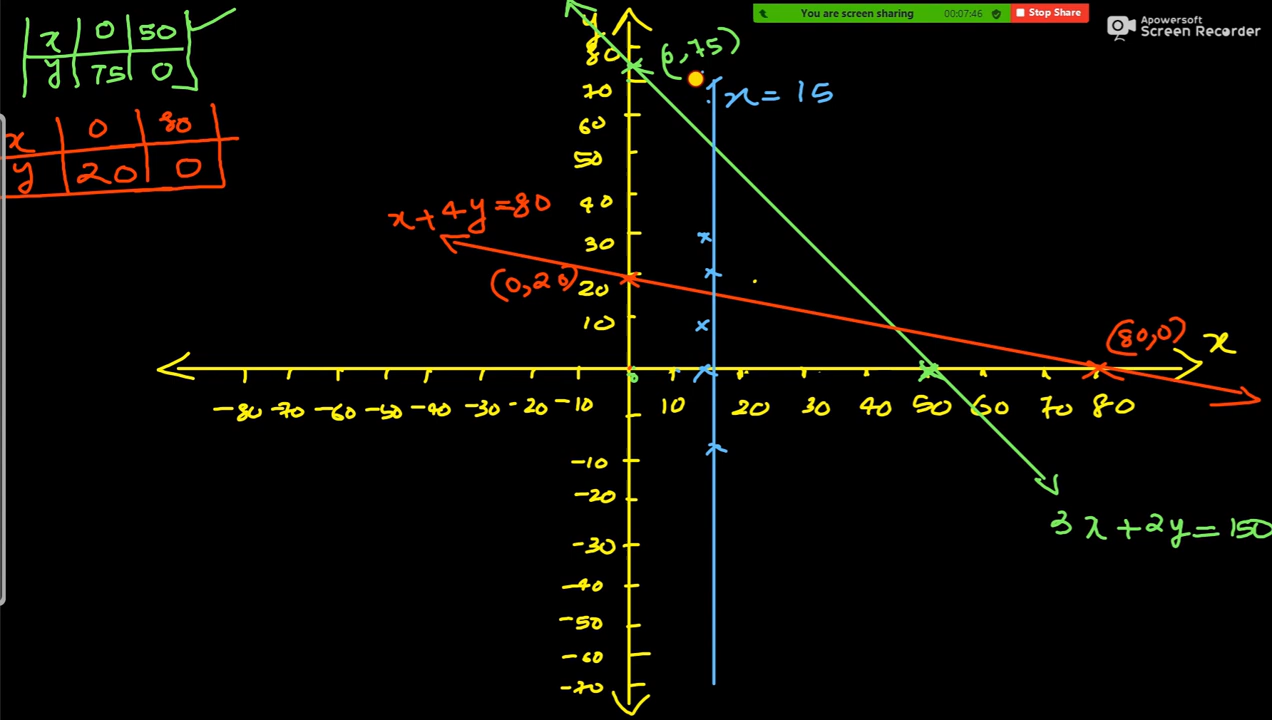 You are screen sharing 00:07:46 Stop Share
Apowersoft
Screen Recorder
x 0 50
y 75 0
x 0 80
y 20 0
y
(0,75)
x = 15
x+4y=80
(0,20)
(80,0)
x
80
70
60
50
40
30
20
10
-80 -70 -60 -50 -40 -30 -20 -10 0 10 20 30 40 50 60 70 80
-10
-20
-30
-40
-50
-60
-70
3x+2y=150